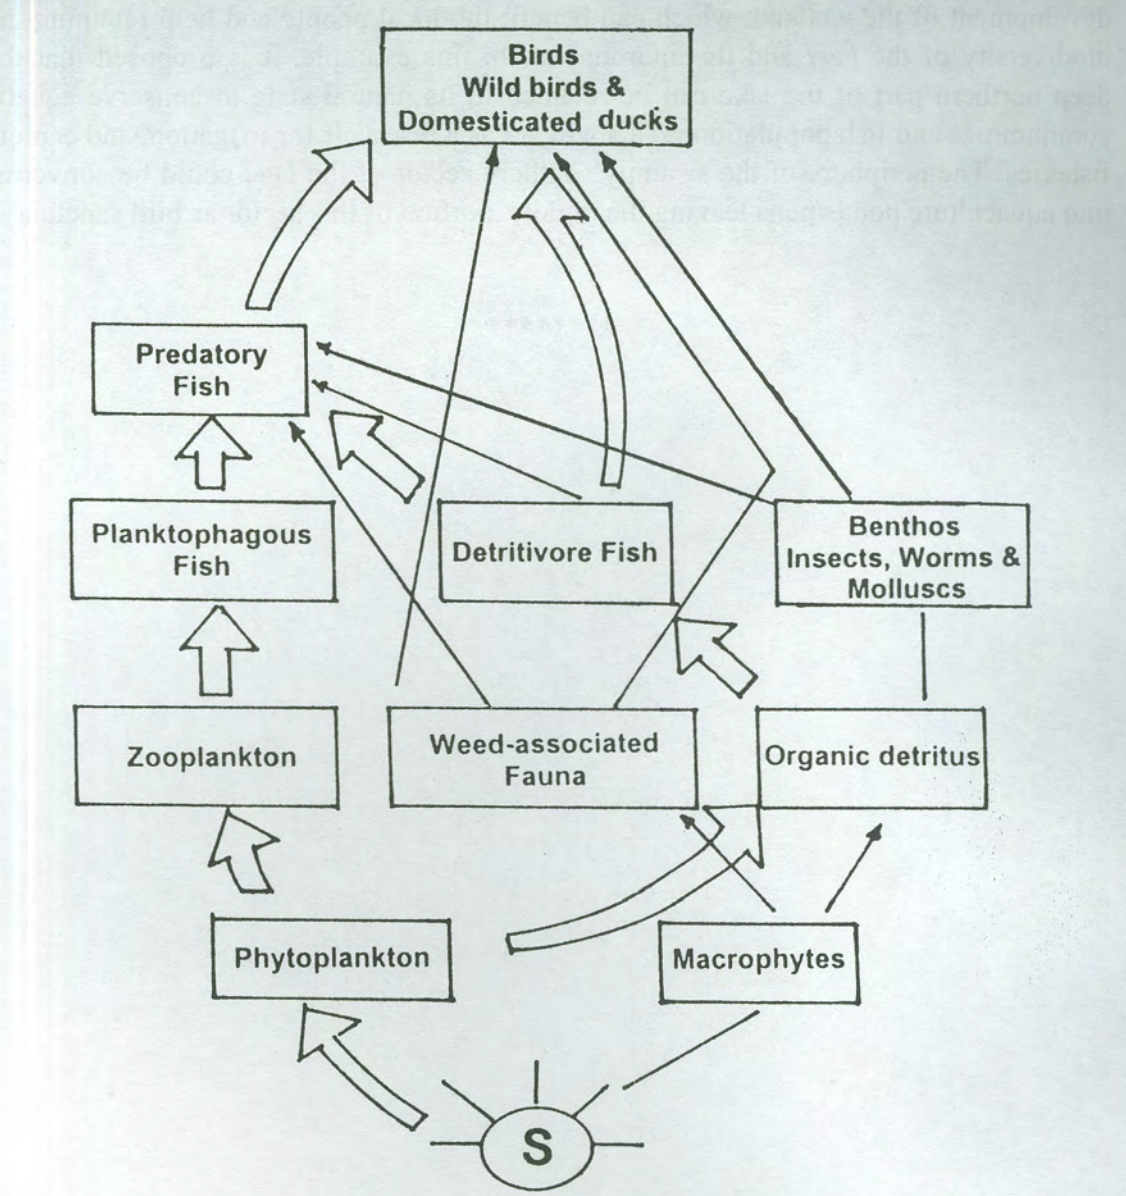 Birds
Wild birds &
Domesticated ducks
Predatory
Fish
Planktophagous
Fish
Detritivore Fish
Benthos
Insects, Worms &
Molluscs
Zooplankton
Weed-associated
Fauna
Organic detritus
Phytoplankton
Macrophytes
S